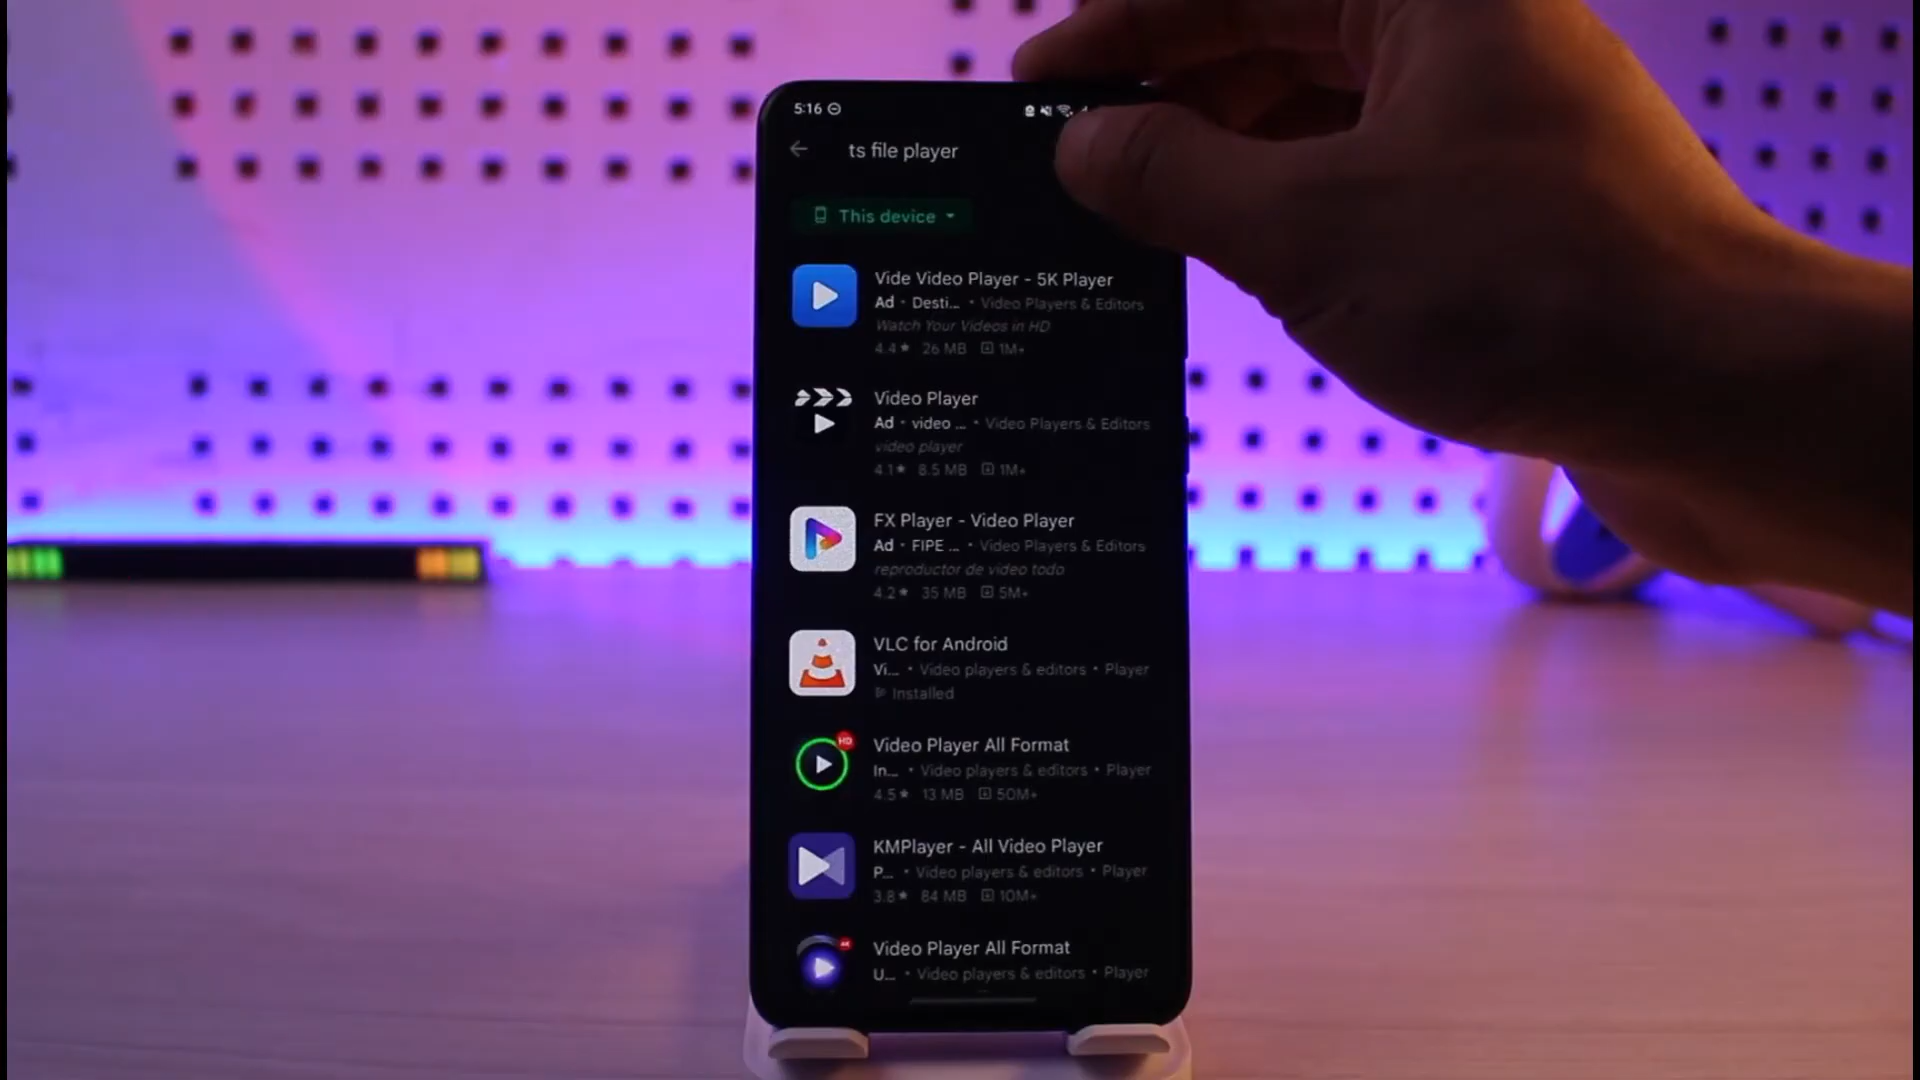 5:16
ts file player
This device
Vide Video Player - 5K Player
Ad • Desti... • Video Players & Editors
Watch Your Videos in HD
4.4★ 26 MB 1M+
Video Player
Ad • video ... • Video Players & Editors
video player
4.1★ 8.5 MB 1M+
FX Player - Video Player
Ad • FIPE ... • Video Players & Editors
reproductor de video todo
4.2★ 35 MB 5M+
VLC for Android
Vi... • Video players & editors • Player
Installed
HD
Video Player All Format
In... • Video players & editors • Player
4.5★ 13 MB 50M+
KMPlayer - All Video Player
P... • Video players & editors • Player
3.8★ 84 MB 10M+
4K
Video Player All Format
U... • Video players & editors • Player